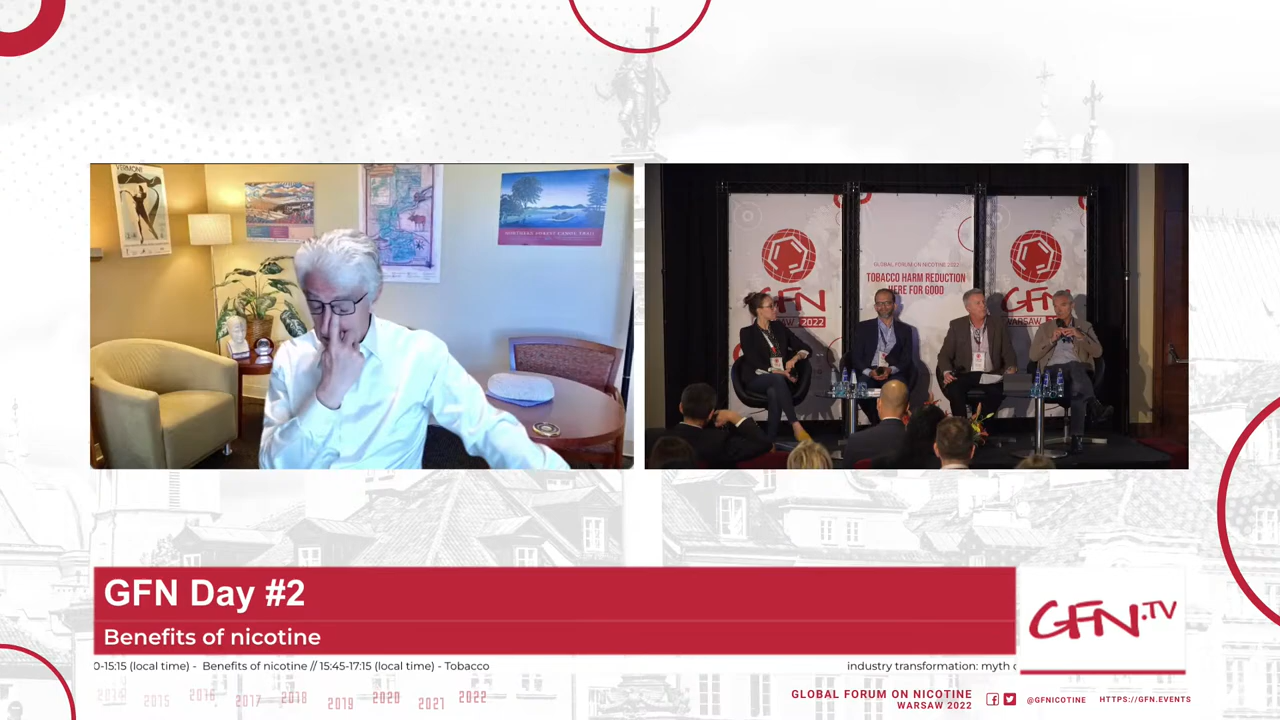 VERMONT
NORTHERN FOREST CANOE TRAIL
GLOBAL FORUM ON NICOTINE 2022
TOBACCO HARM REDUCTION
HERE FOR GOOD
GFN
WARSAW 2022
GFN
WARSAW 2022
GFN Day #2
Benefits of nicotine
GFN.TV
0-15:15 (local time) - Benefits of nicotine // 15:45-17:15 (local time) - Tobacco
industry transformation: myth o
2014 2015 2016 2017 2018 2019 2020 2021 2022
GLOBAL FORUM ON NICOTINE
WARSAW 2022
@GFNICOTINE
HTTPS://GFN.EVENTS